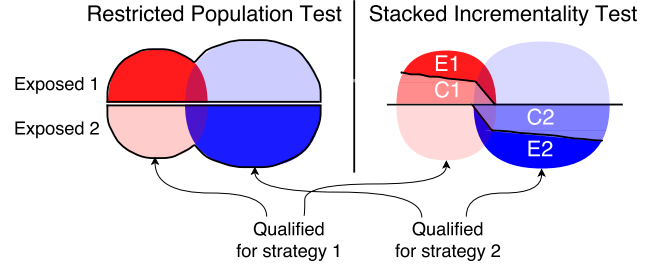 Restricted Population Test
Stacked Incrementality Test
Exposed 1
Exposed 2
E1
C1
C2
E2
Qualified
for strategy 1
Qualified
for strategy 2